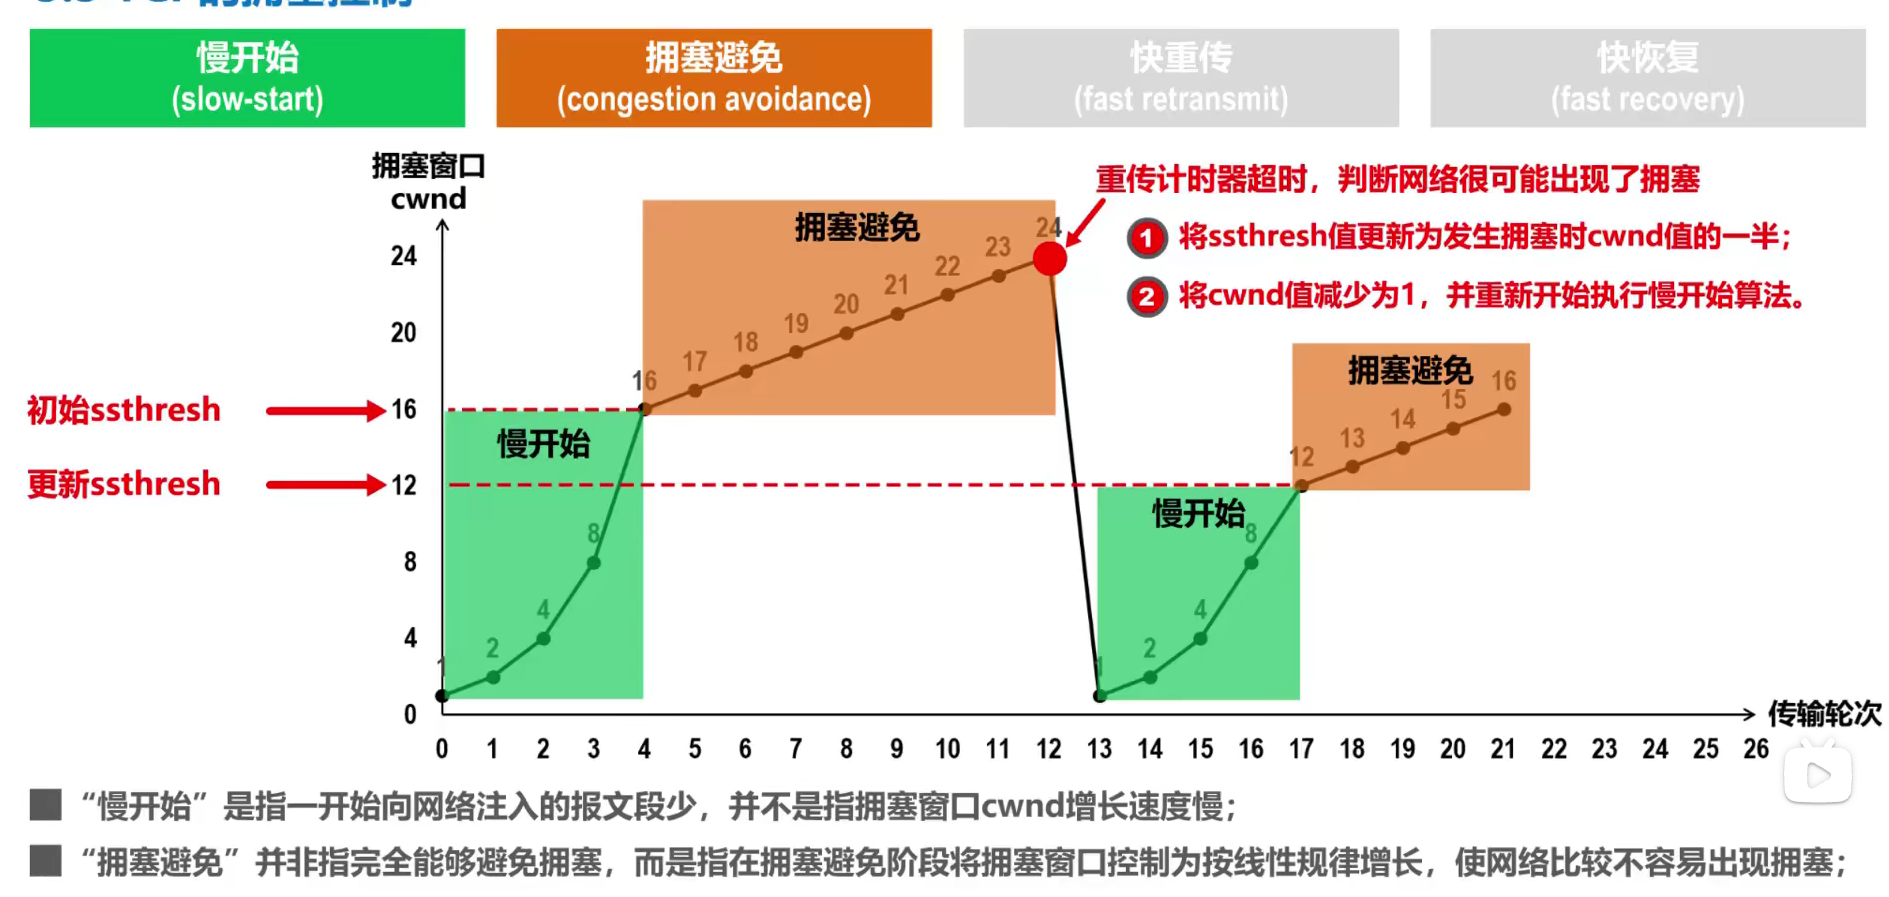 慢开始
(slow-start)
拥塞避免
(congestion avoidance)
快重传
(fast retransmit)
快恢复
(fast recovery)
拥塞窗口
cwnd
重传计时器超时，判断网络很可能出现了拥塞
1 将ssthresh值更新为发生拥塞时cwnd值的一半；
2 将cwnd值减少为1，并重新开始执行慢开始算法。
拥塞避免
24
24
23
22
21
20
20
19
18
17
16
初始ssthresh
16
慢开始
拥塞避免
16
15
14
13
12
更新ssthresh
12
慢开始
8
8
8
4
4
4
2
2
1
1
0
传输轮次
0 1 2 3 4 5 6 7 8 9 10 11 12 13 14 15 16 17 18 19 20 21 22 23 24 25 26
“慢开始”是指一开始向网络注入的报文段少，并不是指拥塞窗口cwnd增长速度慢；
“拥塞避免”并非指完全能够避免拥塞，而是指在拥塞避免阶段将拥塞窗口控制为按线性规律增长，使网络比较不容易出现拥塞；